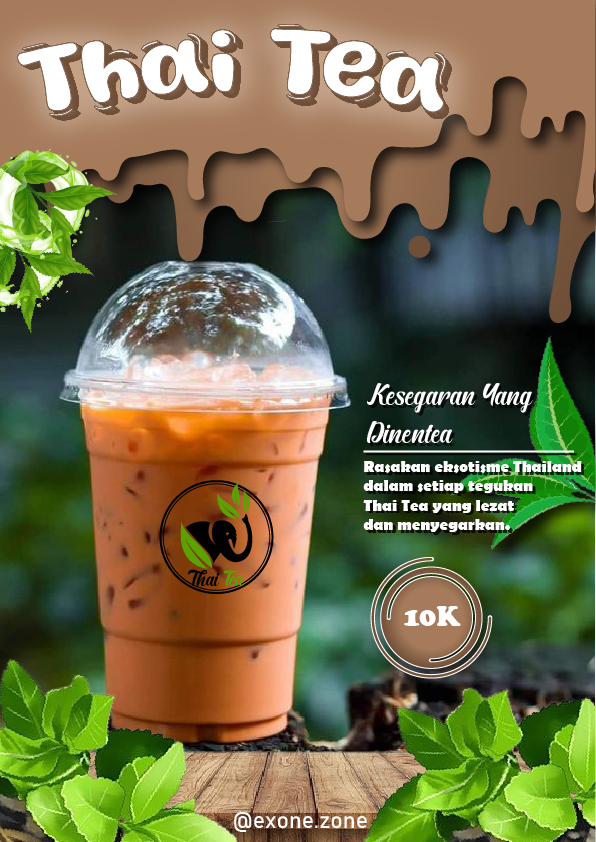 Thai Tea
Kesegaran Yang
Dinentea
Rasakan eksotisme Thailand
dalam setiap tegukan
Thai Tea yang lezat
dan menyegarkan.
Thai Tea
10K
@exone.zone